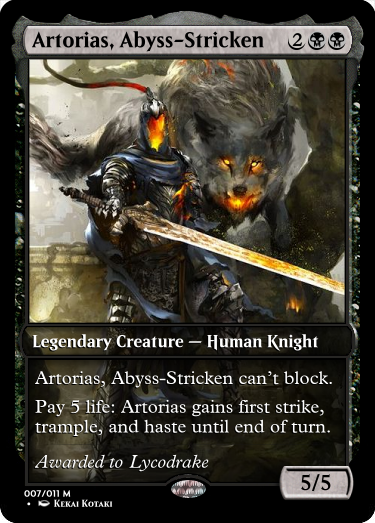 Artorias, Abyss-Stricken 2
Legendary Creature — Human Knight
Artorias, Abyss-Stricken can't block.
Pay 5 life: Artorias gains first strike,
trample, and haste until end of turn.
Awarded to Lycodrake
5/5
007/011 M
• Kekai Kotaki